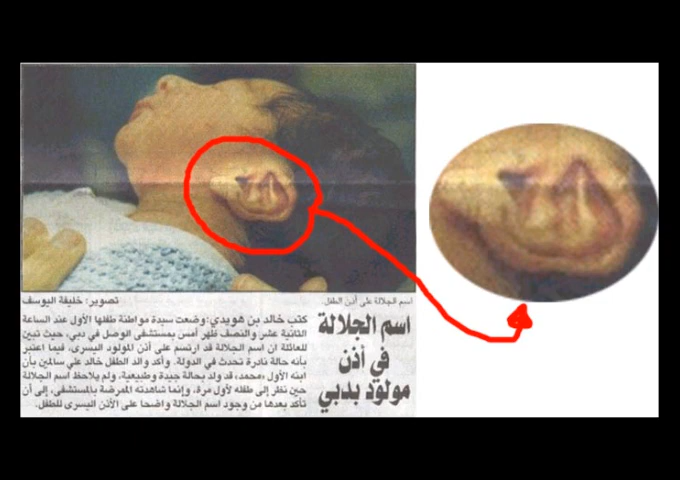 اسم الجلالة على أذن الطفل.
تصوير: خليفة اليوسف
اسم الجلالة
في أذن
مولود بدبي
كتب خالد بن هويدي: وضعت سيدة مواطنة طفلها الأول عند الساعة
الثانية عشر والنصف ظهر أمس بمستشفى الوصل في دبي، حيث تبين
للعائلة ان اسم الجلالة قد ارتسم على أذن المولود اليسرى، فيما اعتبر
بأنه حالة نادرة تحدث في الدولة. وأكد والد الطفل خالد علي سالمين بأن
ابنه الأول «محمد» قد ولد بحالة جيدة وطبيعية، ولم يلاحظ اسم الجلالة
حين نظر إلى طفله لأول مرة، وإنما شاهدته الممرضة بالمستشفى، إلى أن
تأكد بعدها من وجود اسم الجلالة واضحا على الأذن اليسرى للطفل.